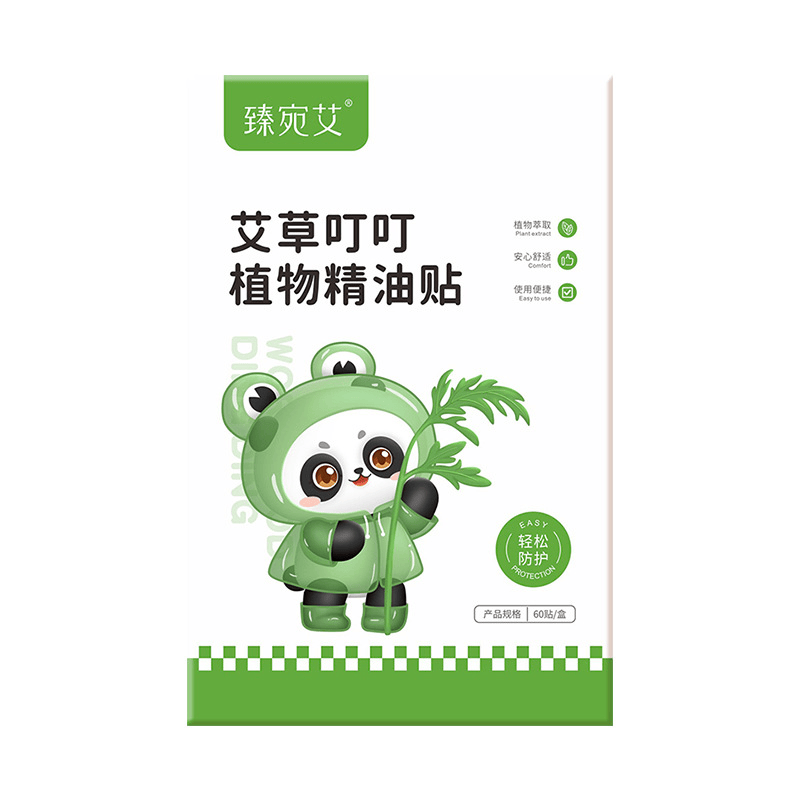 臻宛艾®
艾草叮叮
植物精油贴
植物萃取
Plant extract
安心舒适
Comfort
使用便捷
Easy to use
EASY
轻松
防护
PROTECTION
产品规格 60贴/盒